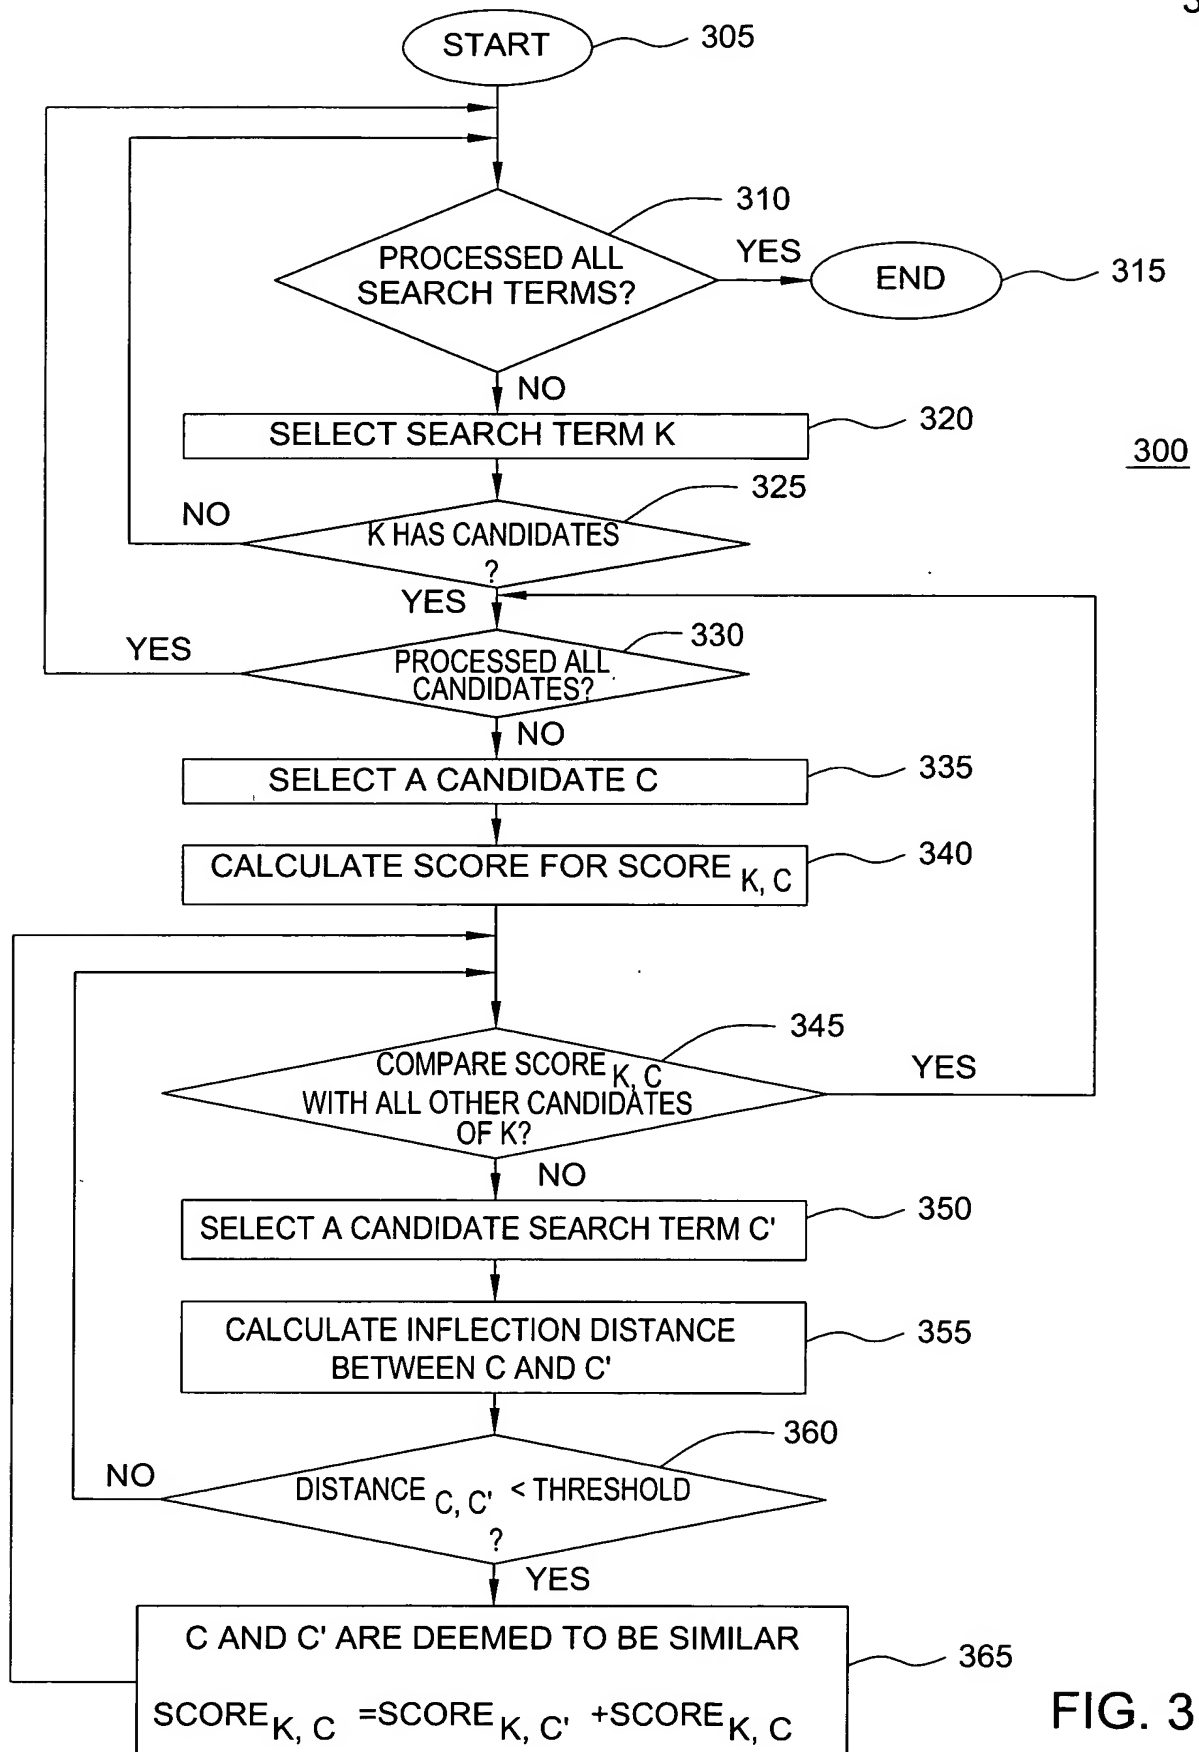 START
305
310
PROCESSED ALL
SEARCH TERMS?
YES
END
315
NO
SELECT SEARCH TERM K
320
300
325
NO
K HAS CANDIDATES
?
YES
330
YES
PROCESSED ALL
CANDIDATES?
NO
SELECT A CANDIDATE C
335
CALCULATE SCORE FOR SCORE K, C
340
345
COMPARE SCORE K, C
WITH ALL OTHER CANDIDATES
OF K?
YES
NO
SELECT A CANDIDATE SEARCH TERM C'
350
CALCULATE INFLECTION DISTANCE
BETWEEN C AND C'
355
360
NO
DISTANCE C, C' < THRESHOLD
?
YES
C AND C' ARE DEEMED TO BE SIMILAR
365
SCORE K, C =SCORE K, C' +SCORE K, C
FIG. 3